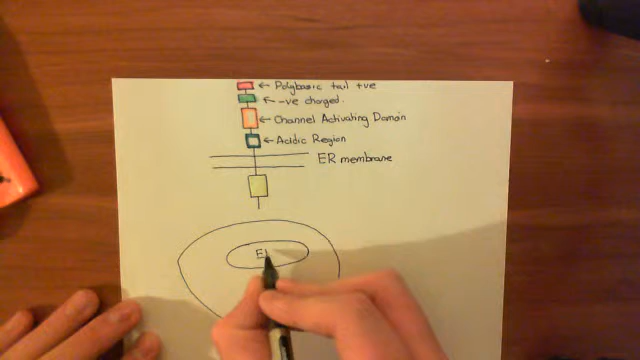 ← Polybasic tail +ve
← -ve charged.
← Channel Activating Domain
← Acidic Region
ER membrane
E